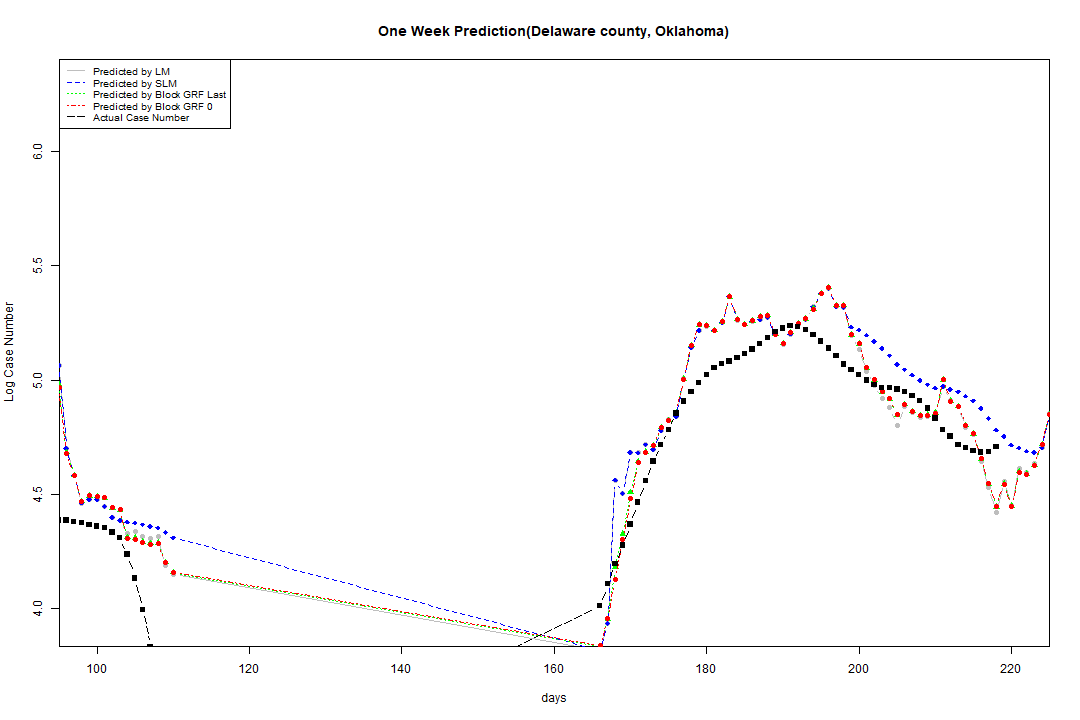 One Week Prediction(Delaware county, Oklahoma)
Predicted by LM
Predicted by SLM
Predicted by Block GRF Last
Predicted by Block GRF 0
Actual Case Number
6.0
5.5
5.0
4.5
4.0
Log Case Number
100 120 140 160 180 200 220
days